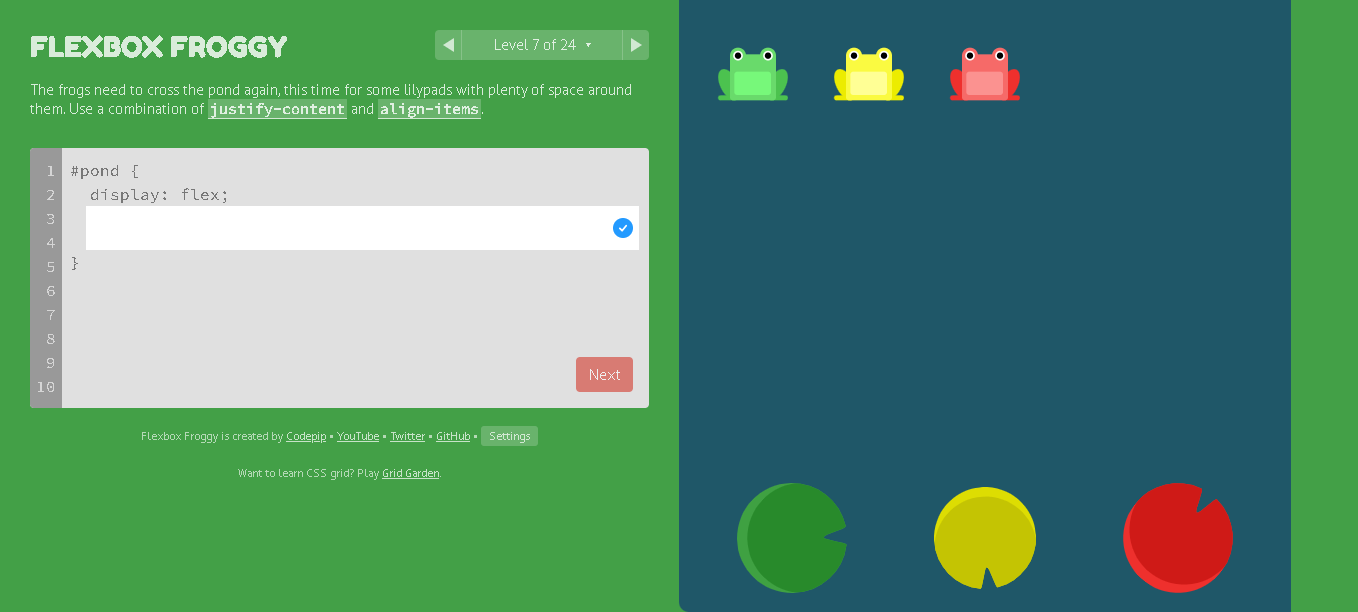 FLEXBOX FROGGY
Level 7 of 24 ▾
The frogs need to cross the pond again, this time for some lilypads with plenty of space around
them. Use a combination of justify-content and align-items.
1 #pond {
2 display: flex;
3
4
5 }
6
7
8
9
10
Next
Flexbox Froggy is created by Codepip • YouTube • Twitter • GitHub • Settings
Want to learn CSS grid? Play Grid Garden.